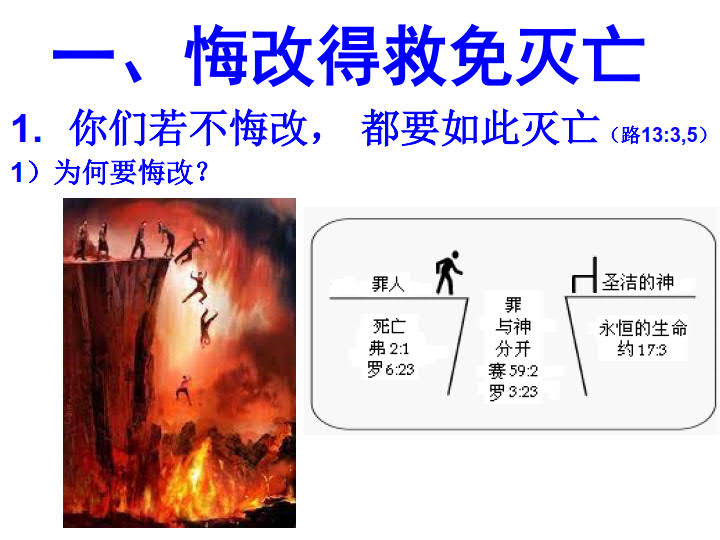 一、悔改得救免灭亡
1. 你们若不悔改， 都要如此灭亡（路13:3,5）
1）为何要悔改？
罪人
圣洁的神
死亡
弗 2:1
罗 6:23
罪
与神
分开
赛 59:2
罗 3:23
永恒的生命
约 17:3